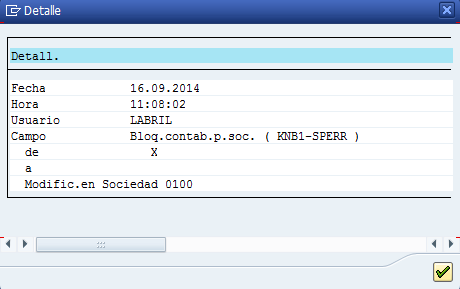 Detalle
Detall.
Fecha 16.09.2014
Hora 11:08:02
Usuario LABRIL
Campo Bloq.contab.p.soc. ( KNB1-SPERR )
de X
a
Modific.en Sociedad 0100